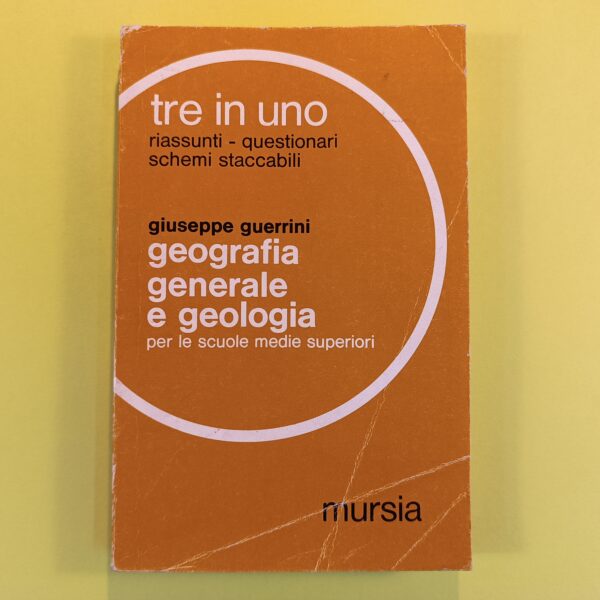 tre in uno
riassunti - questionari
schemi staccabili
giuseppe guerrini
geografia
generale
e geologia
per le scuole medie superiori
mursia